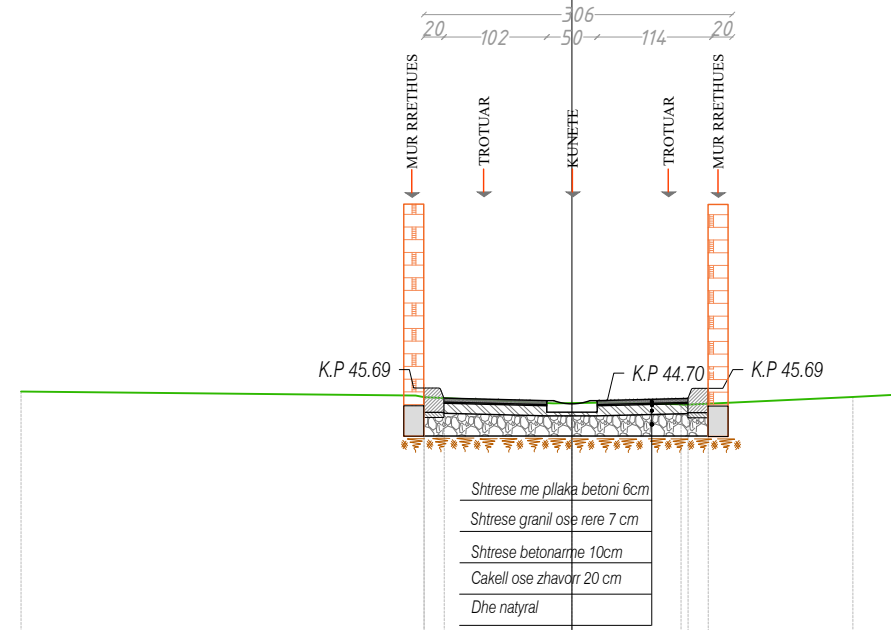 306
20 102 50 114 20
MUR RRETHUES
TROTUAR
KUNETE
TROTUAR
MUR RRETHUES
K.P 45.69
K.P 44.70
K.P 45.69
Shtrese me pllaka betoni 6cm
Shtrese granil ose rere 7 cm
Shtrese betonarme 10cm
Cakell ose zhavorr 20 cm
Dhe natyral